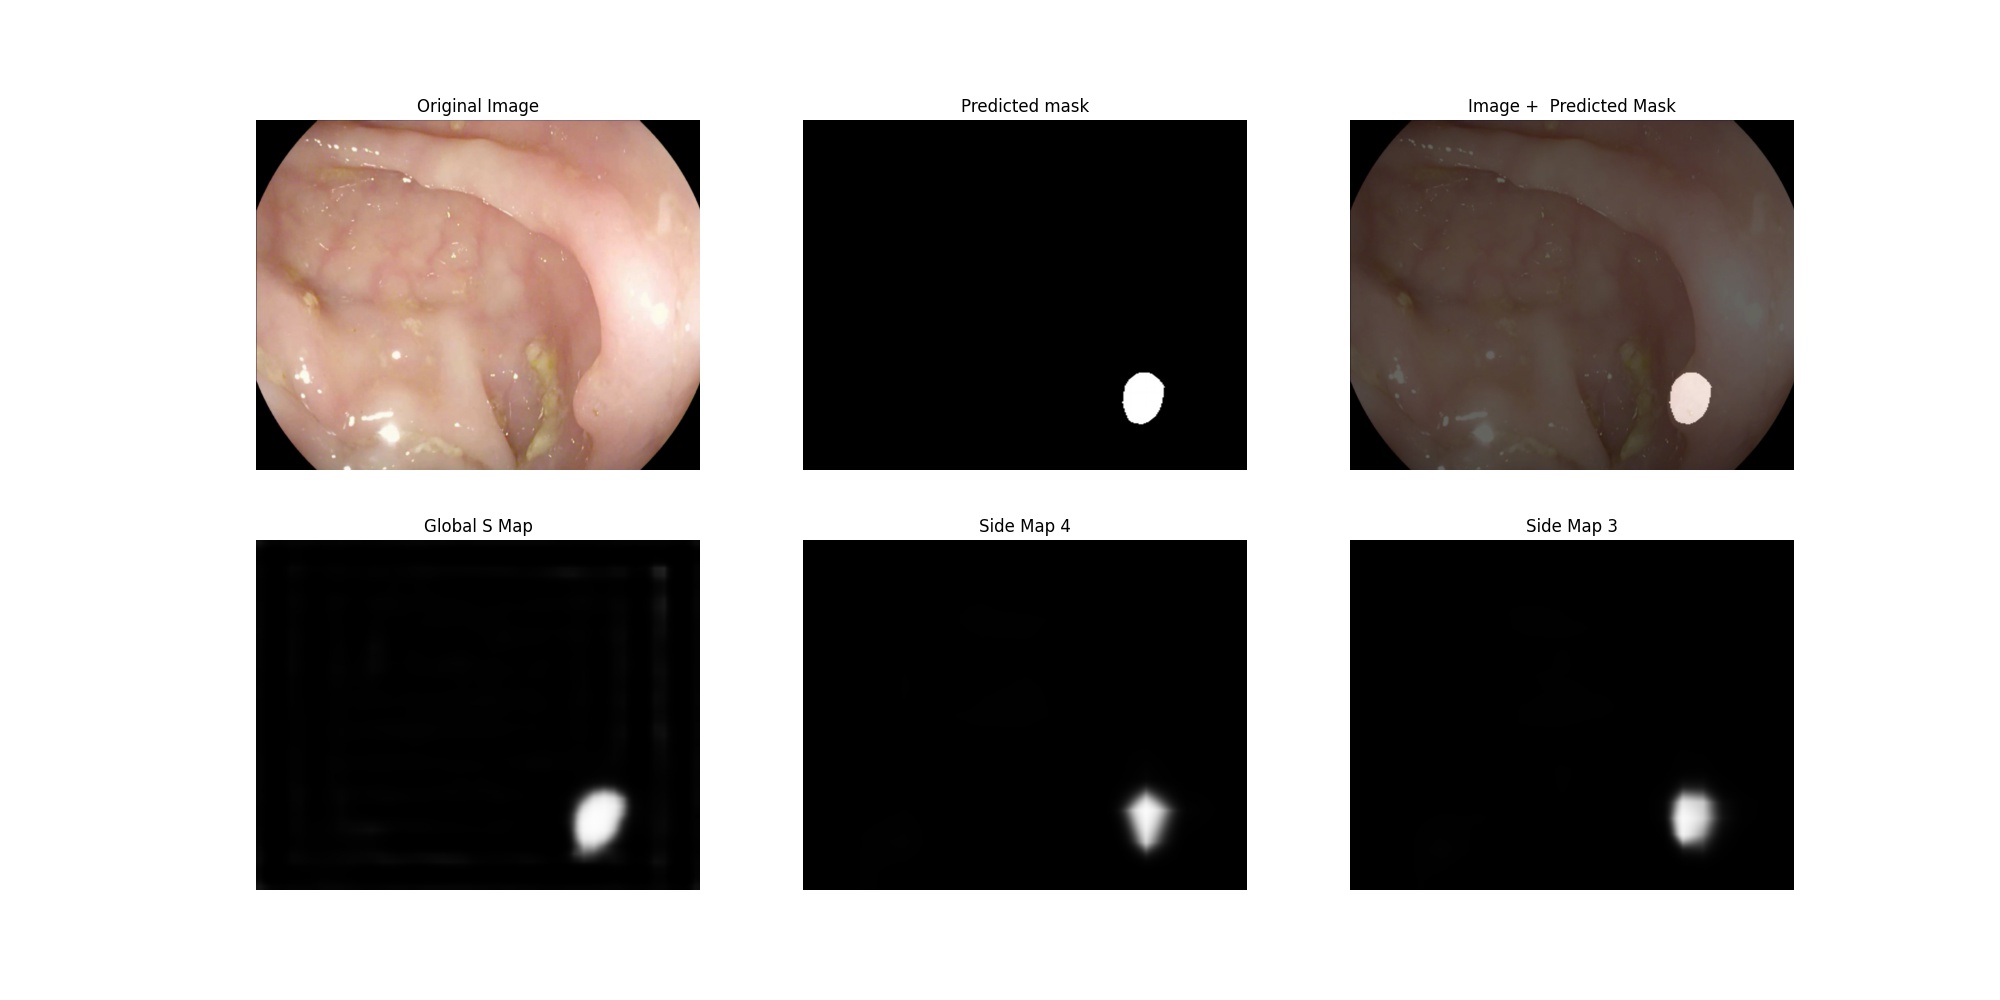 Original Image
Predicted mask
Image +  Predicted Mask
Global S Map
Side Map 4
Side Map 3